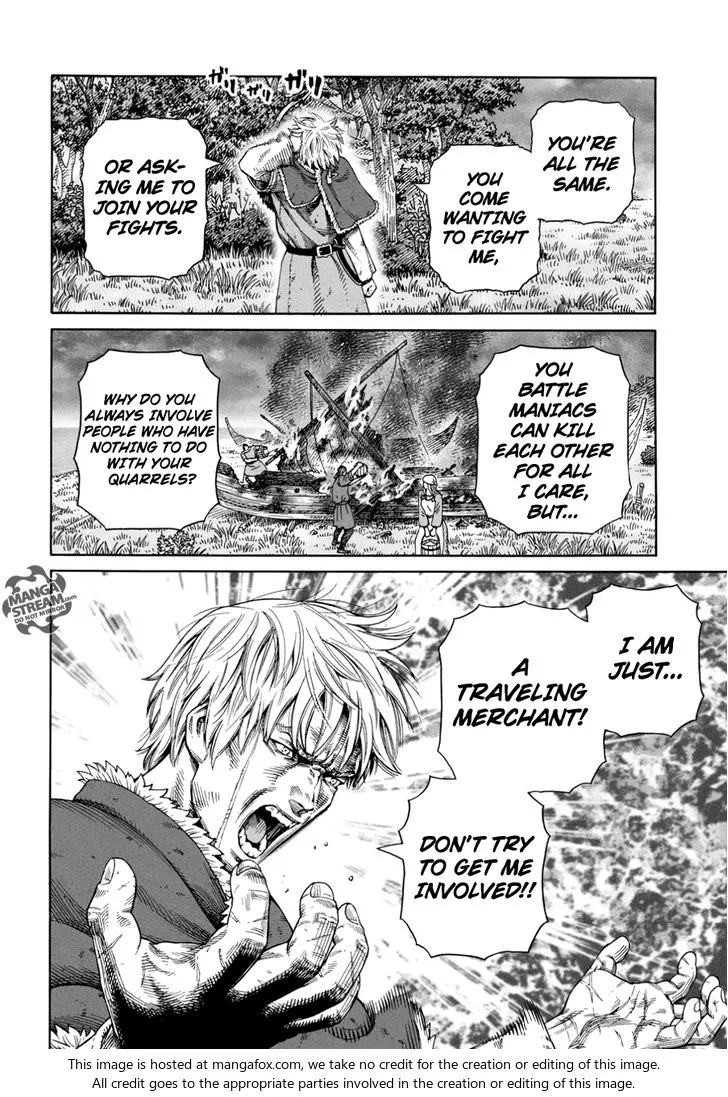 ガリ ガリ ガリ
YOU'RE
ALL THE
SAME.
YOU
COME
WANTING
TO FIGHT
ME,
OR ASK-
ING ME TO
JOIN YOUR
FIGHTS.
YOU
BATTLE
MANIACS
CAN KILL
EACH OTHER
FOR ALL
I CARE,
BUT...
WHY DO YOU
ALWAYS INVOLVE
PEOPLE WHO HAVE
NOTHING TO DO
WITH YOUR
QUARRELS?
MANGA
STREAM.com
DO NOT MIRROR
I AM
JUST...
A
TRAVELING
MERCHANT!
DON'T TRY
TO GET ME
INVOLVED!!
This image is hosted at mangafox.com, we take no credit for the creation or editing of this image.
All credit goes to the appropriate parties involved in the creation or editing of this image.